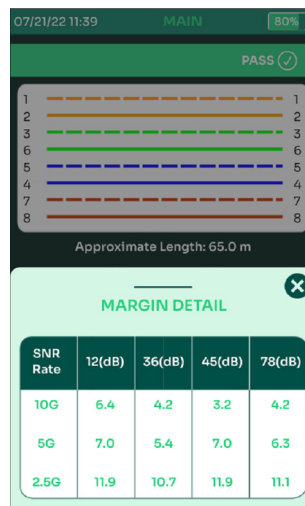 07/21/22 11:39 MAIN 80%
PASS
1 1
2 2
3 3
6 6
5 5
4 4
7 7
8 8
Approximate Length: 65.0 m
MARGIN DETAIL
SNR Rate 12(dB) 36(dB) 45(dB) 78(dB)
10G 6.4 4.2 3.2 4.2
5G 7.0 5.4 7.0 6.3
2.5G 11.9 10.7 11.9 11.1